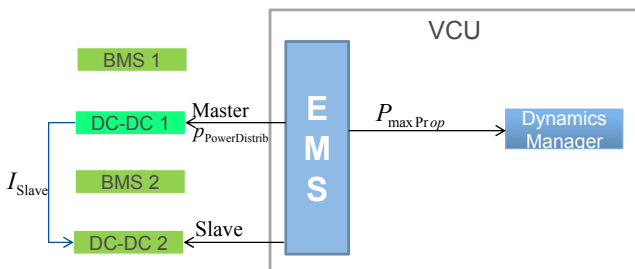 VCU
BMS 1
DC-DC 1
Master
p_PowerDistrib
E
M
S
P_max Prop
Dynamics
Manager
I_Slave
BMS 2
DC-DC 2
Slave